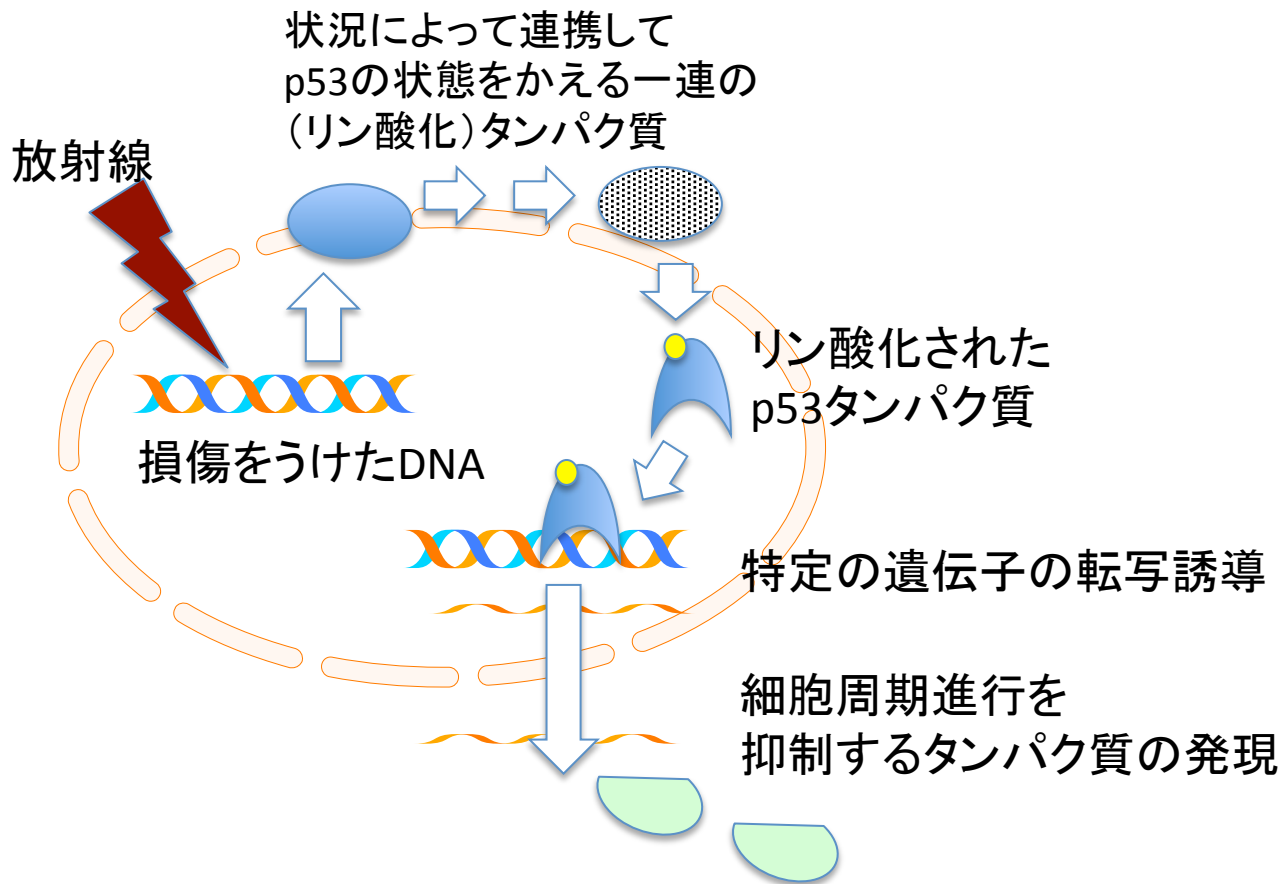 状況によって連携して
p53の状態をかえる一連の
（リン酸化）タンパク質
放射線
リン酸化された
p53タンパク質
損傷をうけたDNA
特定の遺伝子の転写誘導
細胞周期進行を
抑制するタンパク質の発現